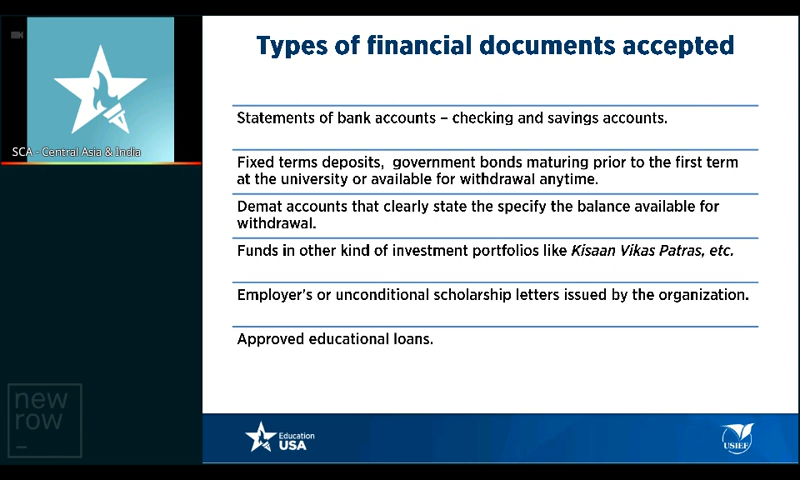 Types of financial documents accepted
SCA - Central Asia & India
Statements of bank accounts – checking and savings accounts.
Fixed terms deposits, government bonds maturing prior to the first term
at the university or available for withdrawal anytime.
Demat accounts that clearly state the specify the balance available for
withdrawal.
Funds in other kind of investment portfolios like Kisaan Vikas Patras, etc.
Employer's or unconditional scholarship letters issued by the organization.
Approved educational loans.
new
row
Education
USA
USIEF